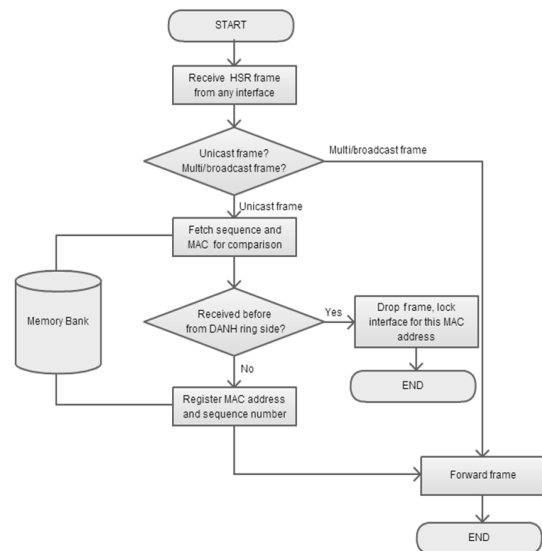 START
Receive HSR frame
from any interface
Unicast frame?
Multi/broadcast frame?
Multi/broadcast frame
Unicast frame
Fetch sequence and
MAC for comparison
Memory Bank
Received before
from DANH ring side?
Yes
Drop frame, lock
interface for this MAC
address
END
No
Register MAC address
and sequence number
Forward frame
END